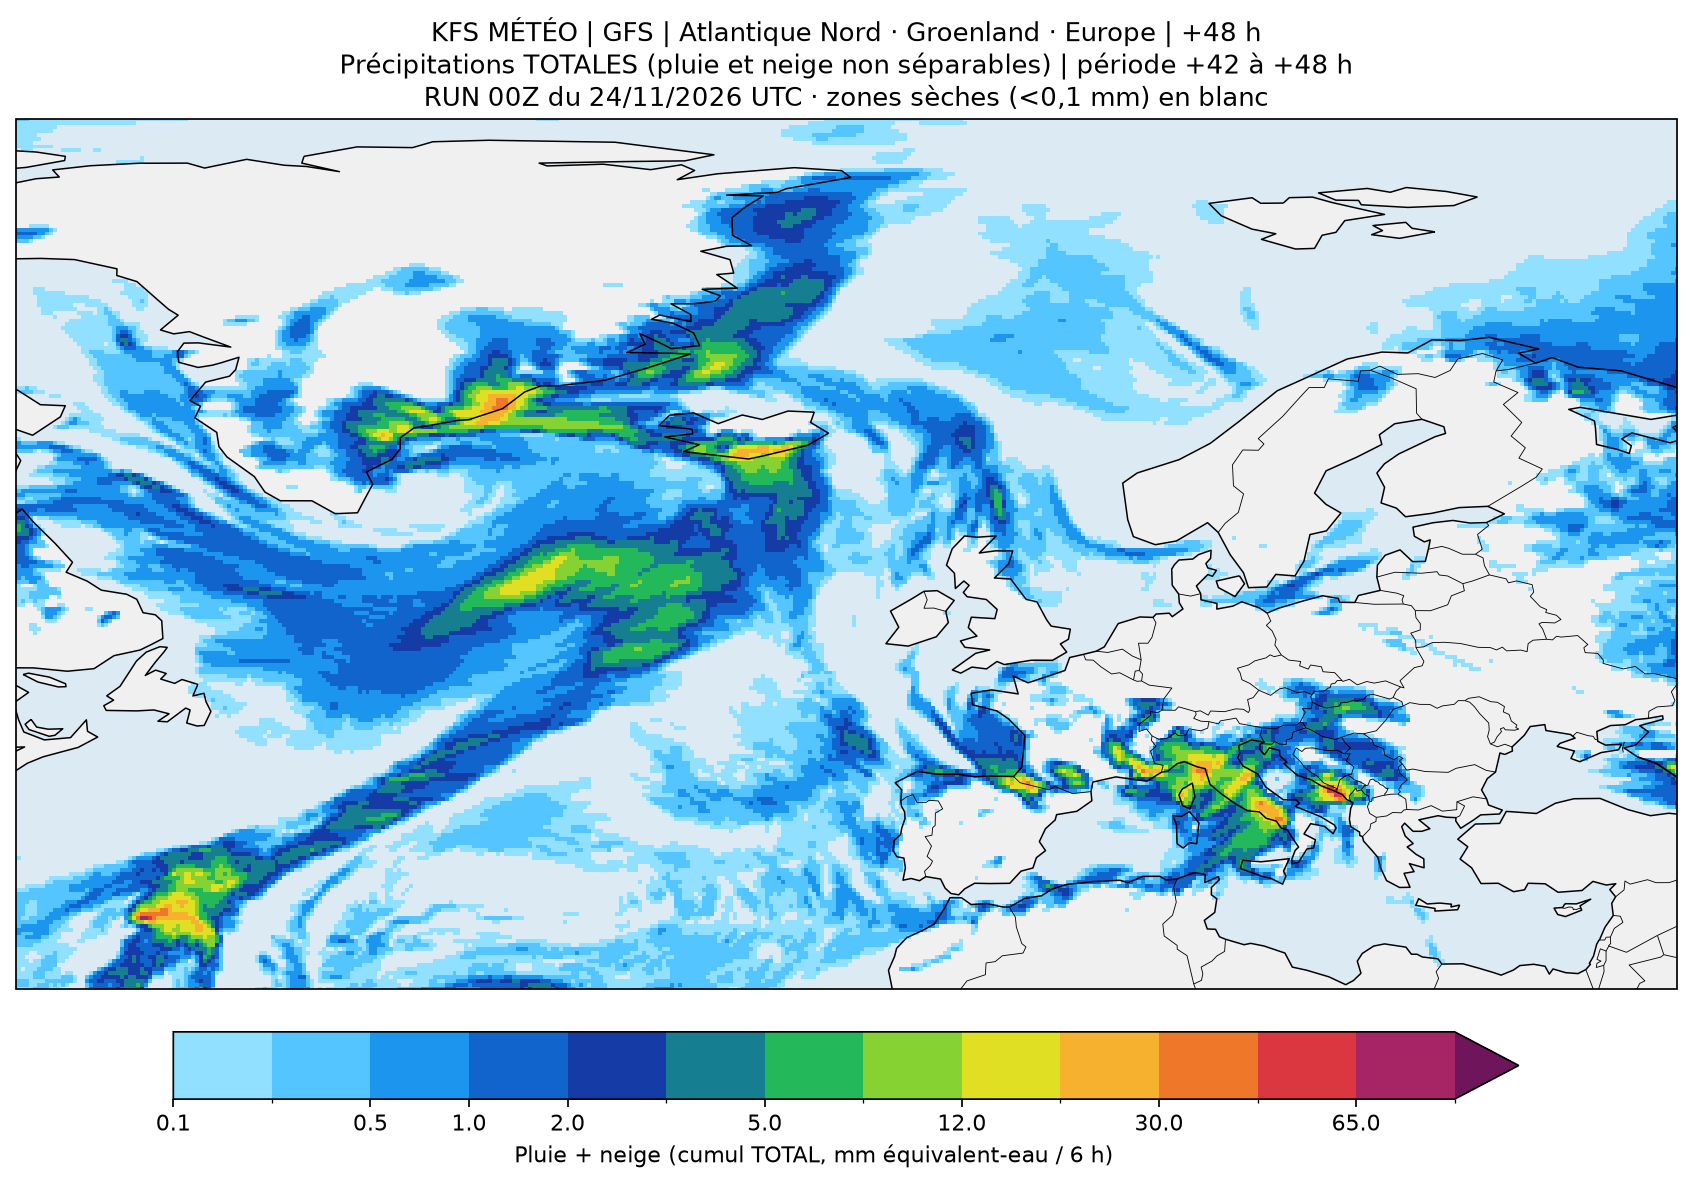 KFS MÉTÉO | GFS | Atlantique Nord · Groenland · Europe | +48 h
Précipitations TOTALES (pluie et neige non séparables) | période +42 à +48 h
RUN 00Z du 24/11/2026 UTC · zones sèches (<0,1 mm) en blanc
0.1 0.5 1.0 2.0 5.0 12.0 30.0 65.0
Pluie + neige (cumul TOTAL, mm équivalent-eau / 6 h)